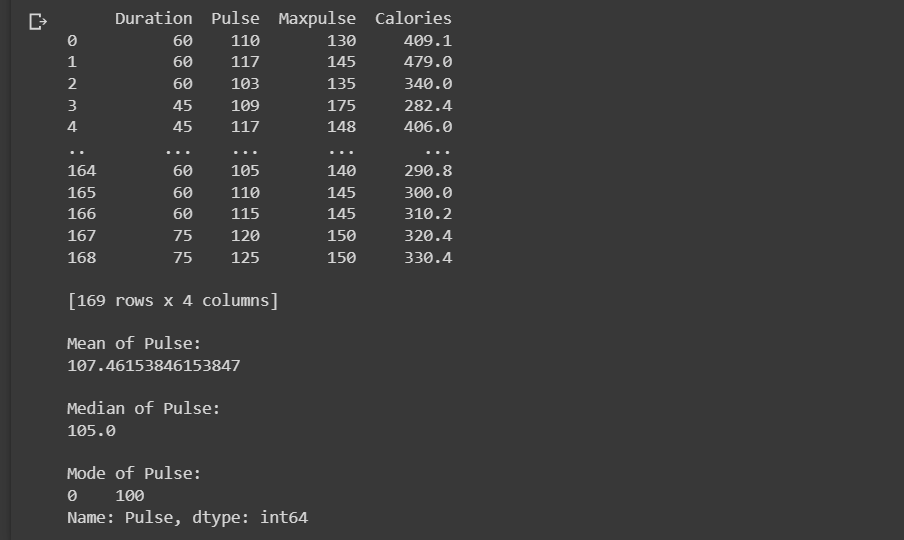 Duration Pulse Maxpulse Calories
0 60 110 130 409.1
1 60 117 145 479.0
2 60 103 135 340.0
3 45 109 175 282.4
4 45 117 148 406.0
.. ... ... ... ...
164 60 105 140 290.8
165 60 110 145 300.0
166 60 115 145 310.2
167 75 120 150 320.4
168 75 125 150 330.4
[169 rows x 4 columns]
Mean of Pulse:
107.46153846153847
Median of Pulse:
105.0
Mode of Pulse:
0 100
Name: Pulse, dtype: int64